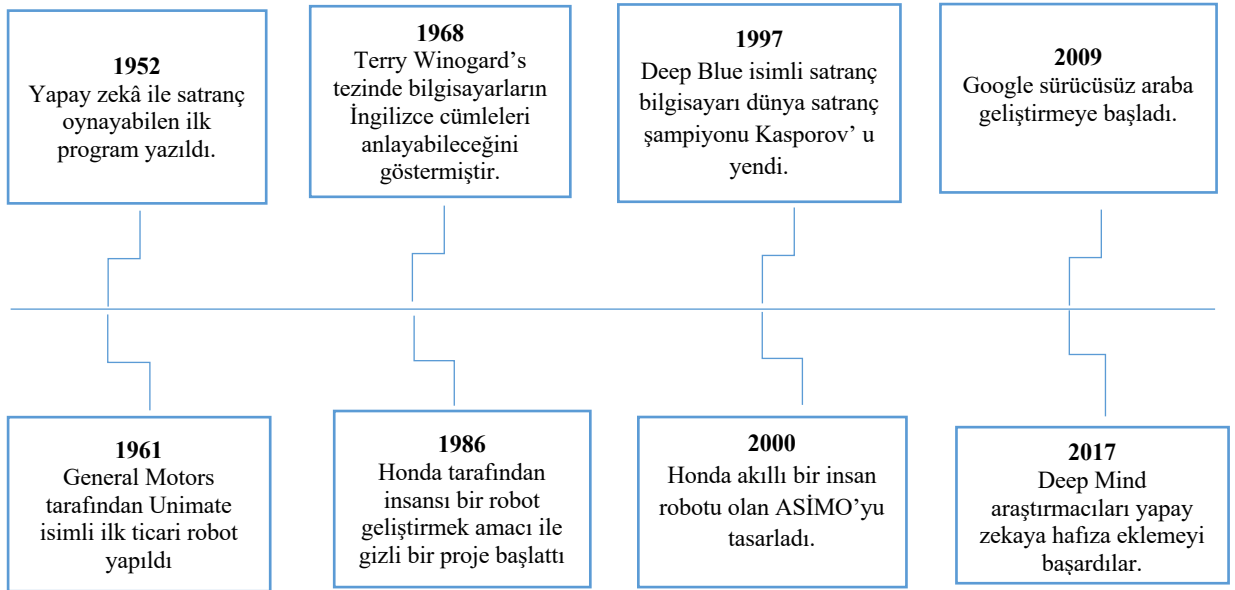 1952
Yapay zekâ ile satranç
oynayabilen ilk
program yazıldı.
1968
Terry Winogard’s
tezinde bilgisayarların
İngilizce cümleleri
anlayabileceğini
göstermiştir.
1997
Deep Blue isimli satranç
bilgisayarı dünya satranç
şampiyonu Kasporov’ u
yendi.
2009
Google sürücüsüz araba
geliştirmeye başladı.
1961
General Motors
tarafından Unimate
isimli ilk ticari robot
yapıldı
1986
Honda tarafından
insansı bir robot
geliştirmek amacı ile
gizli bir proje başlattı
2000
Honda akıllı bir insan
robotu olan ASİMO’yu
tasarladı.
2017
Deep Mind
araştırmacıları yapay
zekaya hafıza eklemeyi
başardılar.